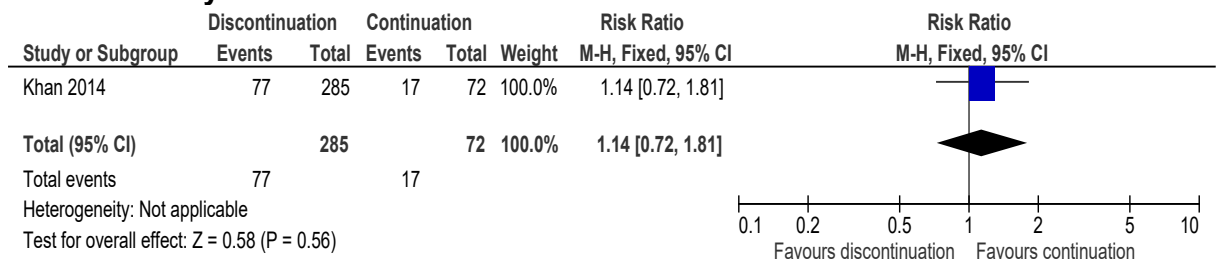 Discontinuation Continuation Risk Ratio Risk Ratio
Study or Subgroup Events Total Events Total Weight M-H, Fixed, 95% CI M-H, Fixed, 95% CI
Khan 2014 77 285 17 72 100.0% 1.14 [0.72, 1.81]
Total (95% CI) 285 72 100.0% 1.14 [0.72, 1.81]
Total events 77 17
Heterogeneity: Not applicable
Test for overall effect: Z = 0.58 (P = 0.56)
0.1 0.2 0.5 1 2 5 10
Favours discontinuation Favours continuation